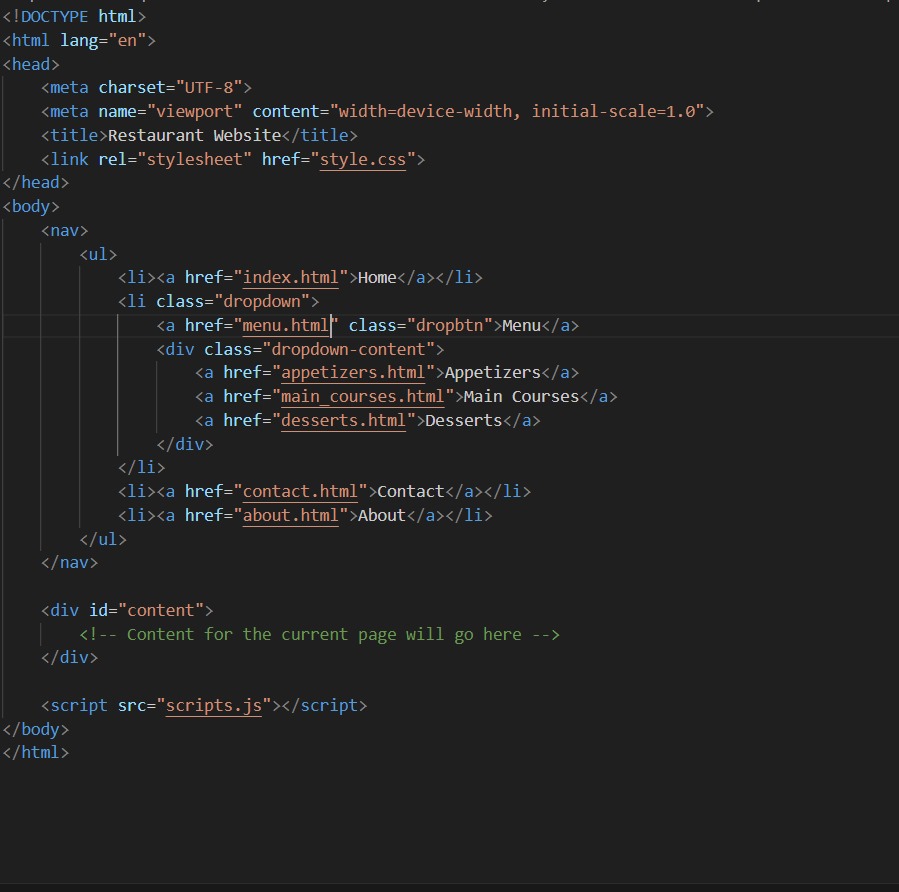 <!DOCTYPE html>
<html lang="en">
<head>
    <meta charset="UTF-8">
    <meta name="viewport" content="width=device-width, initial-scale=1.0">
    <title>Restaurant Website</title>
    <link rel="stylesheet" href="style.css">
</head>
<body>
    <nav>
        <ul>
            <li><a href="index.html">Home</a></li>
            <li class="dropdown">
                <a href="menu.html" class="dropbtn">Menu</a>
                <div class="dropdown-content">
                    <a href="appetizers.html">Appetizers</a>
                    <a href="main_courses.html">Main Courses</a>
                    <a href="desserts.html">Desserts</a>
                </div>
            </li>
            <li><a href="contact.html">Contact</a></li>
            <li><a href="about.html">About</a></li>
        </ul>
    </nav>

    <div id="content">
        <!-- Content for the current page will go here -->
    </div>

    <script src="scripts.js"></script>
</body>
</html>